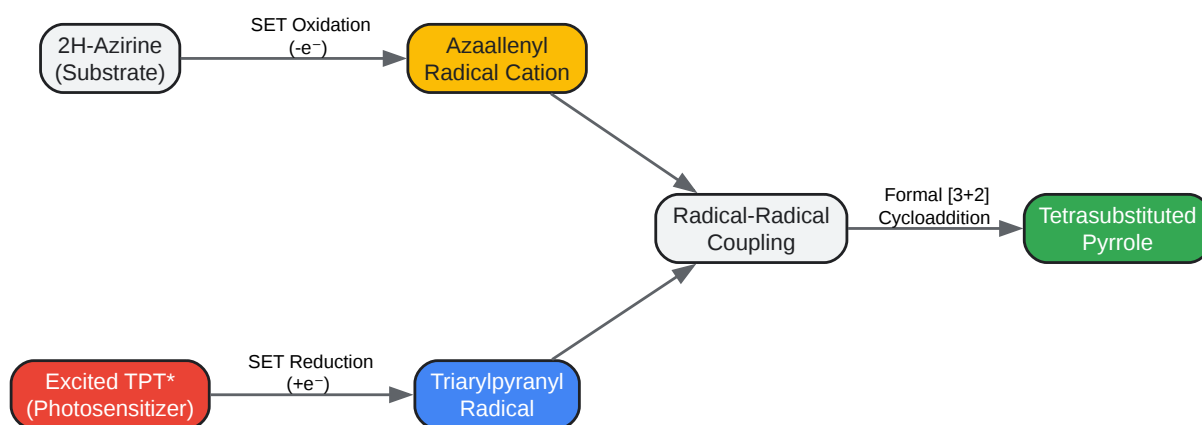 2H-Azirine
(Substrate)
SET Oxidation
(-e⁻)
Azaallenyl
Radical Cation
Radical-Radical
Coupling
Formal [3+2]
Cycloaddition
Tetrasubstituted
Pyrrole
Excited TPT*
(Photosensitizer)
SET Reduction
(+e⁻)
Triarylpyranyl
Radical